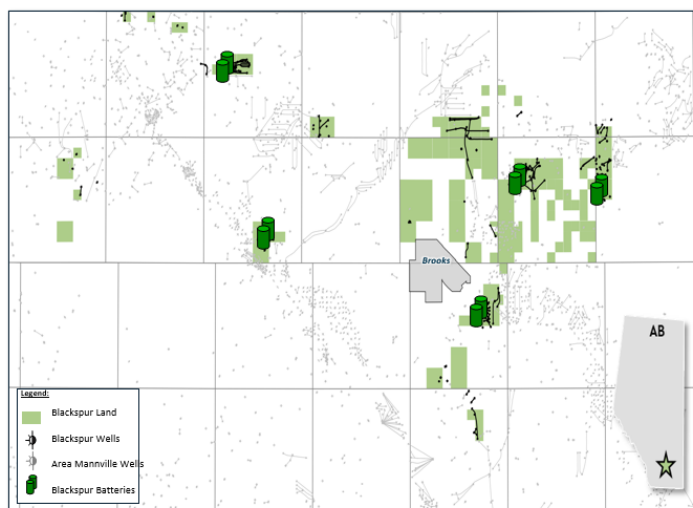 Brooks
AB
Legend:
Blackspur Land
Blackspur Wells
Area Mannville Wells
Blackspur Batteries